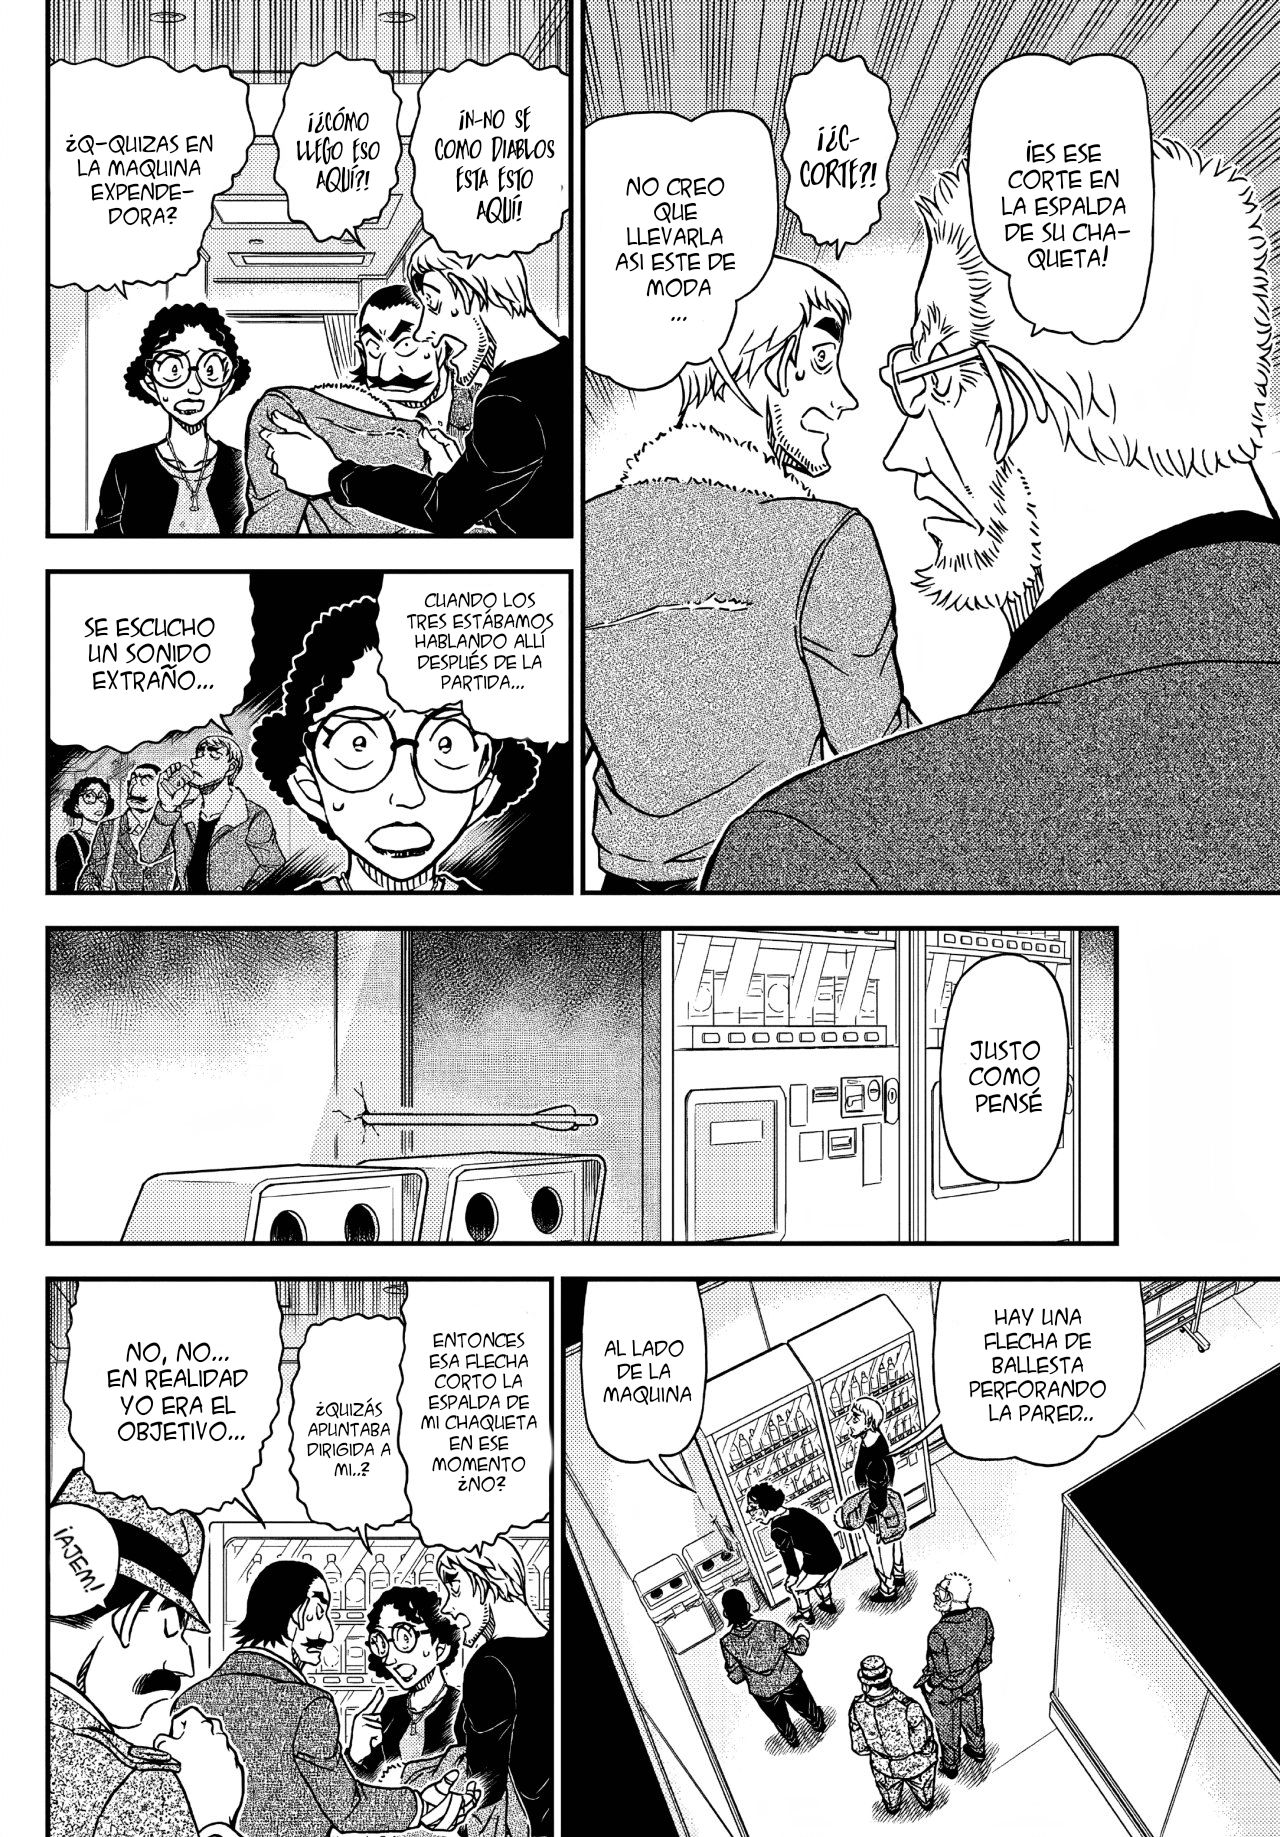 ¡ES ESE
CORTE EN
LA ESPALDA
DE SU CHA-
QUETA!
¡¿C-
CORTE?!
NO CREO
QUE
LLEVARLA
ASI ESTE DE
MODA
...
¡N-NO SE
COMO DIABLOS
ESTA ESTO
AQUÍ!
¡¿CÓMO
LLEGO ESO
AQUÍ?!
¿Q-QUIZAS EN
LA MAQUINA
EXPENDE-
DORA?
CUANDO LOS
TRES ESTÁBAMOS
HABLANDO ALLÍ
DESPUÉS DE LA
PARTIDA...
SE ESCUCHO
UN SONIDO
EXTRAÑO...
JUSTO
COMO
PENSÉ
HAY UNA
FLECHA DE
BALLESTA
PERFORANDO
LA PARED...
AL LADO
DE LA
MAQUINA
ENTONCES
ESA FLECHA
CORTO LA
ESPALDA DE
MI CHAQUETA
EN ESE
MOMENTO
¿NO?
¿QUIZÁS
APUNTABA
DIRIGIDA A
MI..?
NO, NO...
EN REALIDAD
YO ERA EL
OBJETIVO...
¡AJEM!